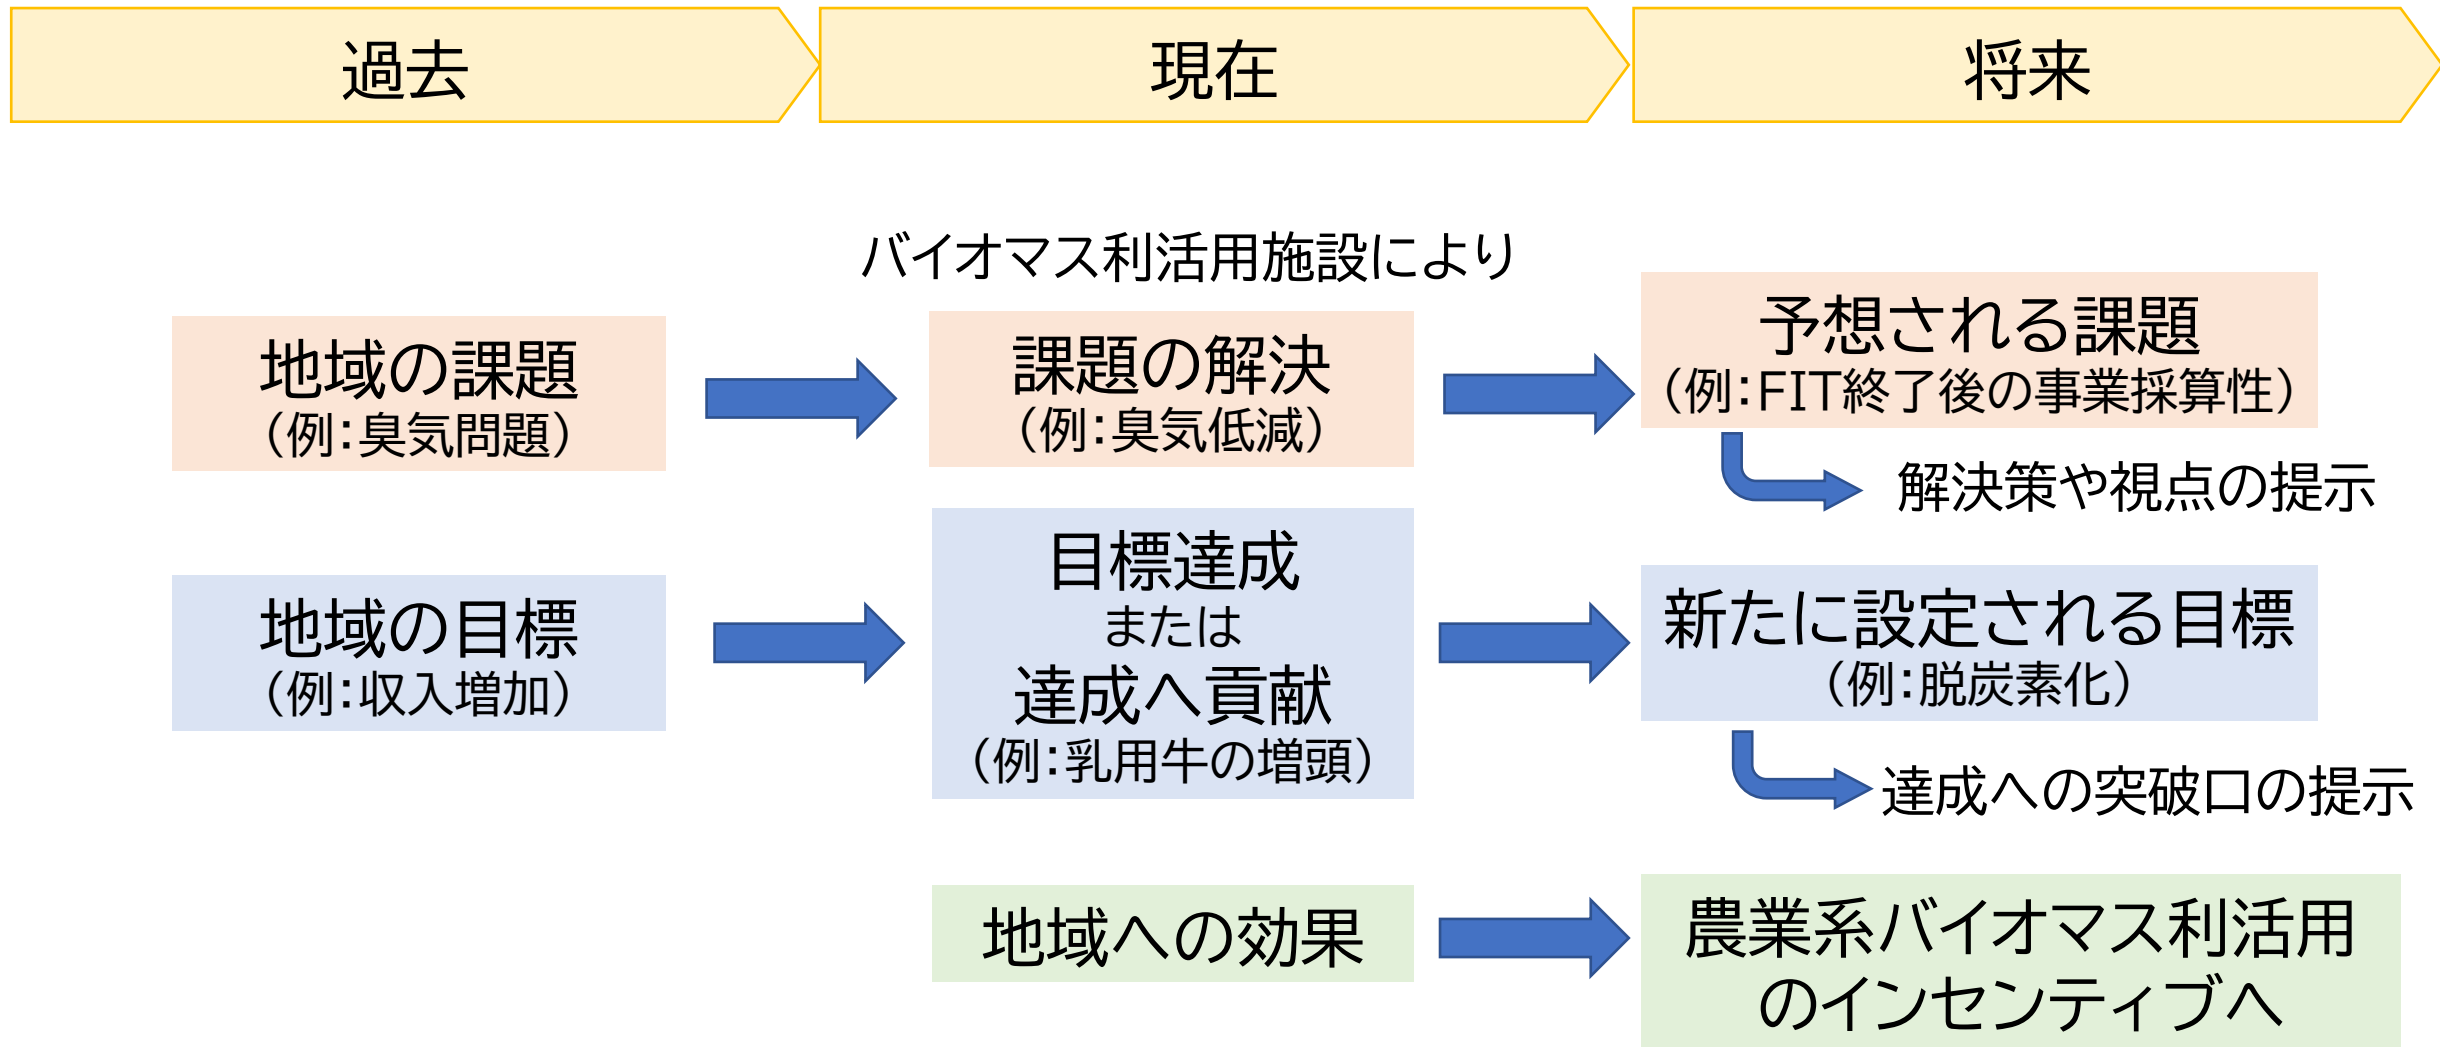 過去
現在
将来
バイオマス利活用施設により
地域の課題
（例：臭気問題）
課題の解決
（例：臭気低減）
予想される課題
（例：FIT終了後の事業採算性）
解決策や視点の提示
地域の目標
（例：収入増加）
目標達成
または
達成へ貢献
（例：乳用牛の増頭）
新たに設定される目標
（例：脱炭素化）
達成への突破口の提示
地域への効果
農業系バイオマス利活用
のインセンティブへ